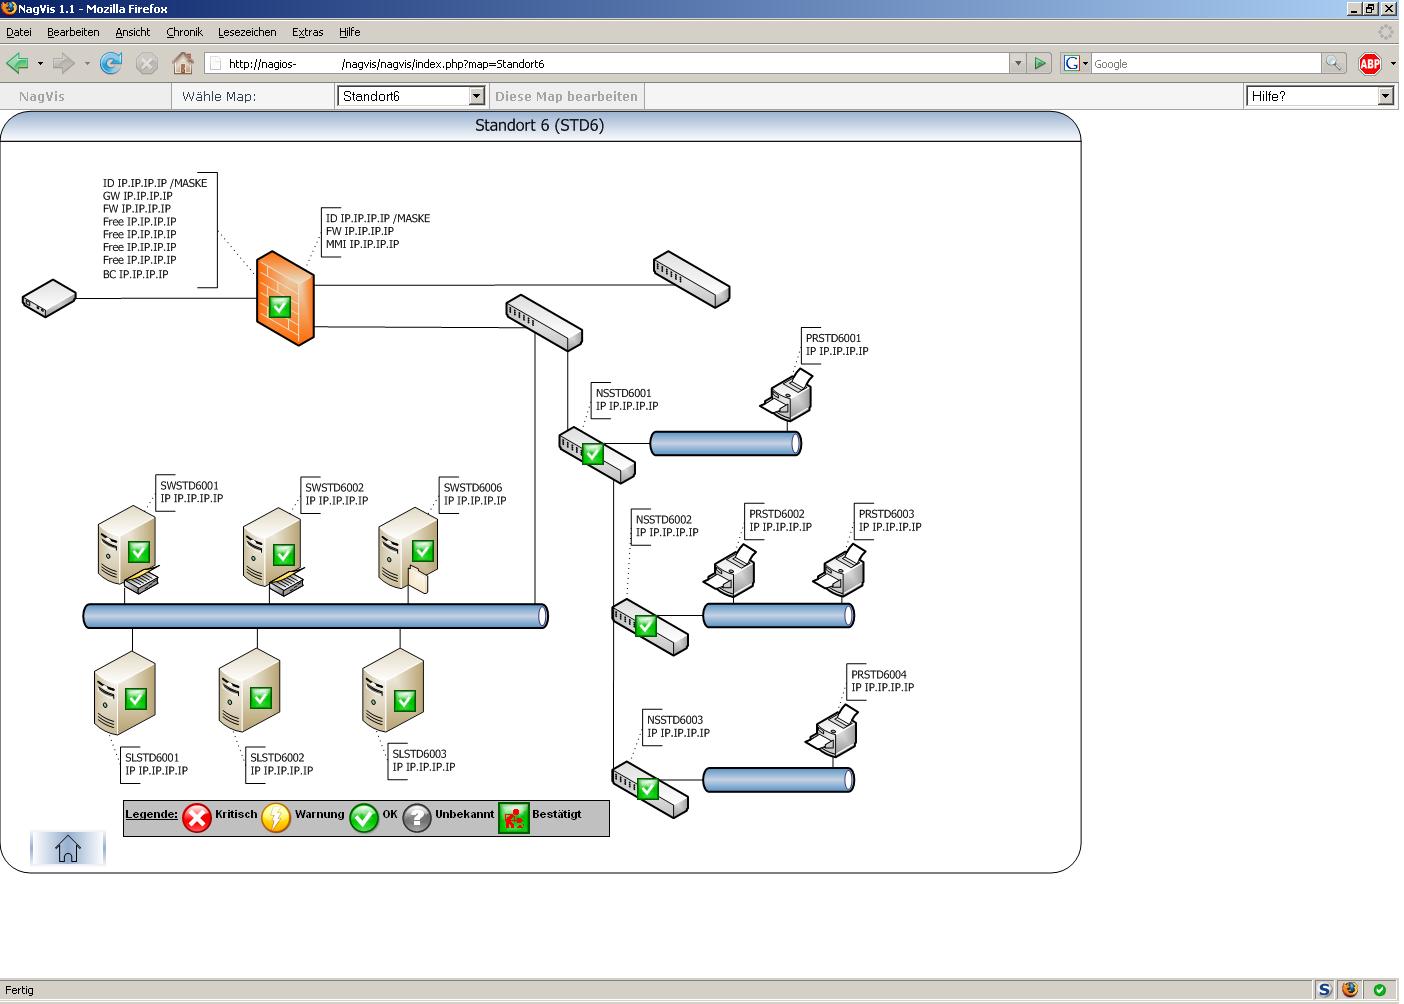 NagVis 1.1 - Mozilla Firefox
Datei Bearbeiten Ansicht Chronik Lesezeichen Extras Hilfe
http://nagios- /nagvis/nagvis/index.php?map=Standort6
G Google
ABP
NagVis Wähle Map: Standort6 Diese Map bearbeiten Hilfe?
Standort 6 (STD6)
ID IP.IP.IP.IP /MASKE
GW IP.IP.IP.IP
FW IP.IP.IP.IP
Free IP.IP.IP.IP
Free IP.IP.IP.IP
Free IP.IP.IP.IP
Free IP.IP.IP.IP
BC IP.IP.IP.IP
ID IP.IP.IP.IP /MASKE
FW IP.IP.IP.IP
MMI IP.IP.IP.IP
PRSTD6001
IP IP.IP.IP.IP
NSSTD6001
IP IP.IP.IP.IP
SWSTD6001
IP IP.IP.IP.IP
SWSTD6002
IP IP.IP.IP.IP
SWSTD6006
IP IP.IP.IP.IP
NSSTD6002
IP IP.IP.IP.IP
PRSTD6002
IP IP.IP.IP.IP
PRSTD6003
IP IP.IP.IP.IP
PRSTD6004
IP IP.IP.IP.IP
NSSTD6003
IP IP.IP.IP.IP
SLSTD6001
IP IP.IP.IP.IP
SLSTD6002
IP IP.IP.IP.IP
SLSTD6003
IP IP.IP.IP.IP
Legende: Kritisch Warnung OK ? Unbekannt Bestätigt
Fertig
S